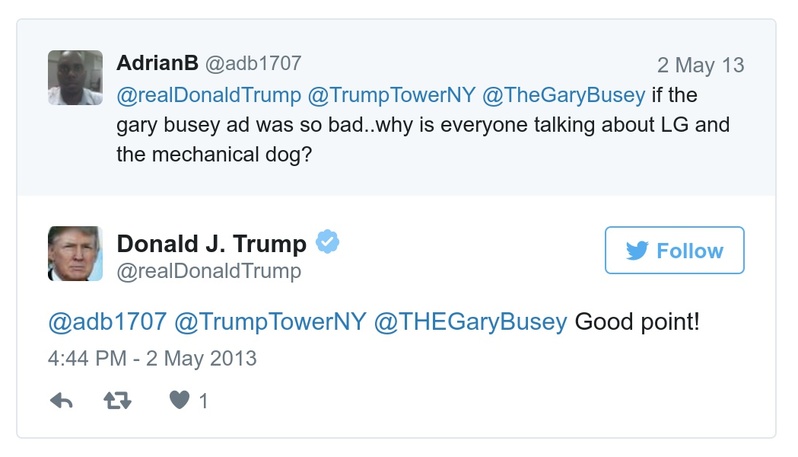 AdrianB @adb1707 2 May 13
@realDonaldTrump @TrumpTowerNY @TheGaryBusey if the
gary busey ad was so bad..why is everyone talking about LG and
the mechanical dog?
Donald J. Trump
@realDonaldTrump
Follow
@adb1707 @TrumpTowerNY @THEGaryBusey Good point!
4:44 PM - 2 May 2013
1